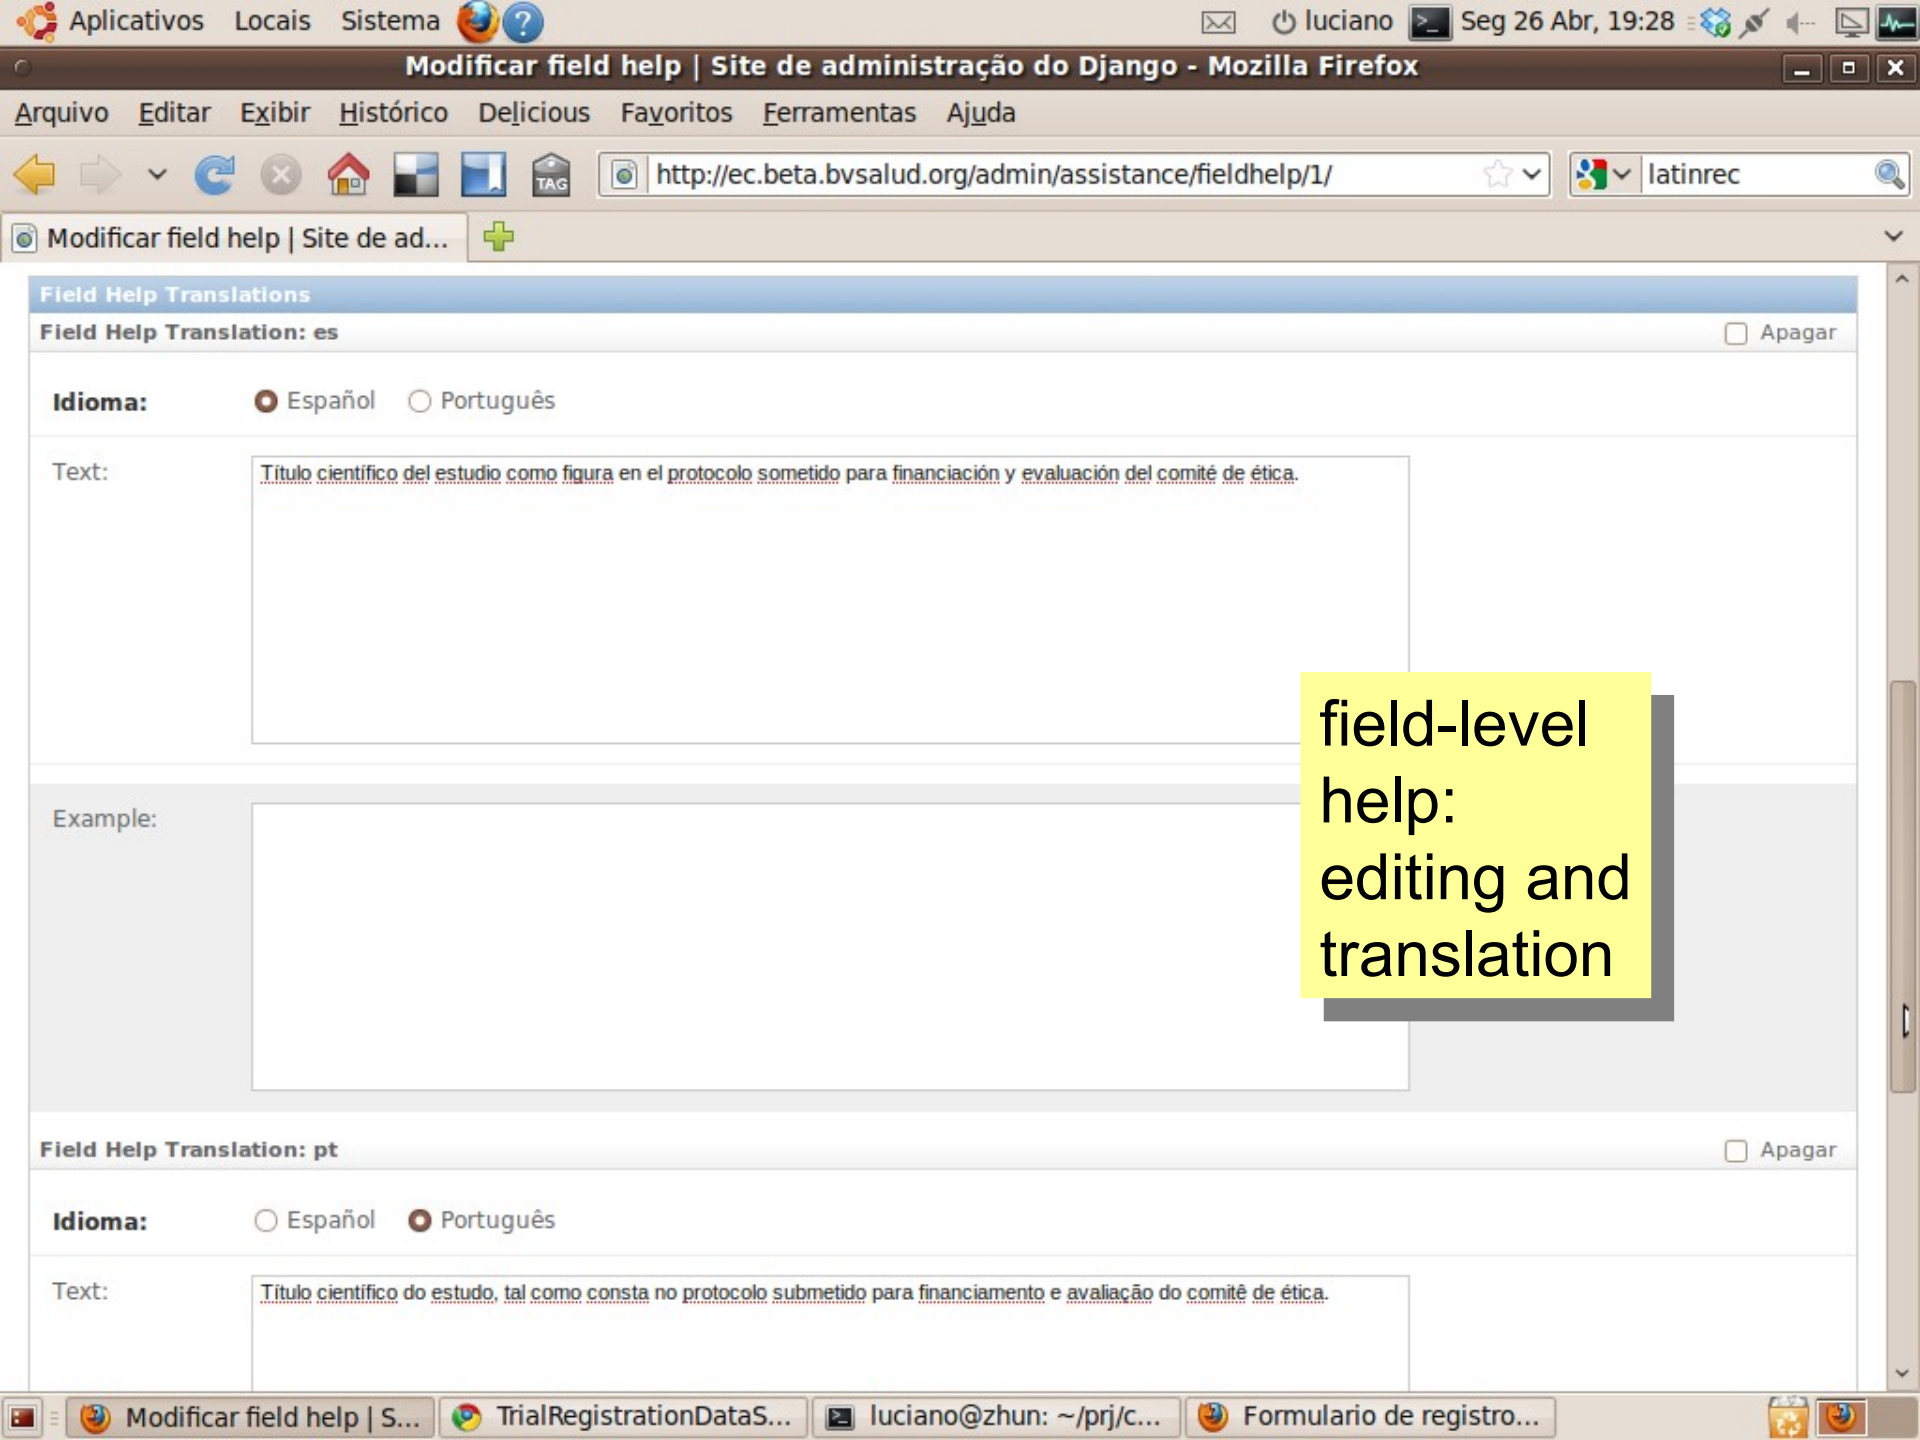 Aplicativos Locais Sistema luciano Seg 26 Abr, 19:28
Modificar field help | Site de administração do Django - Mozilla Firefox
Arquivo Editar Exibir Histórico Delicious Favoritos Ferramentas Ajuda
TAG http://ec.beta.bvsalud.org/admin/assistance/fieldhelp/1/ latinrec
Modificar field help | Site de ad...
Field Help Translations
Field Help Translation: es Apagar
Idioma: Español Português
Text: Título científico del estudio como figura en el protocolo sometido para financiación y evaluación del comité de ética.
field-level
help:
editing and
translation
Example:
Field Help Translation: pt Apagar
Idioma: Español Português
Text: Título científico do estudo, tal como consta no protocolo submetido para financiamento e avaliação do comitê de ética.
Modificar field help | S... TrialRegistrationDataS... luciano@zhun: ~/prj/c... Formulario de registro...